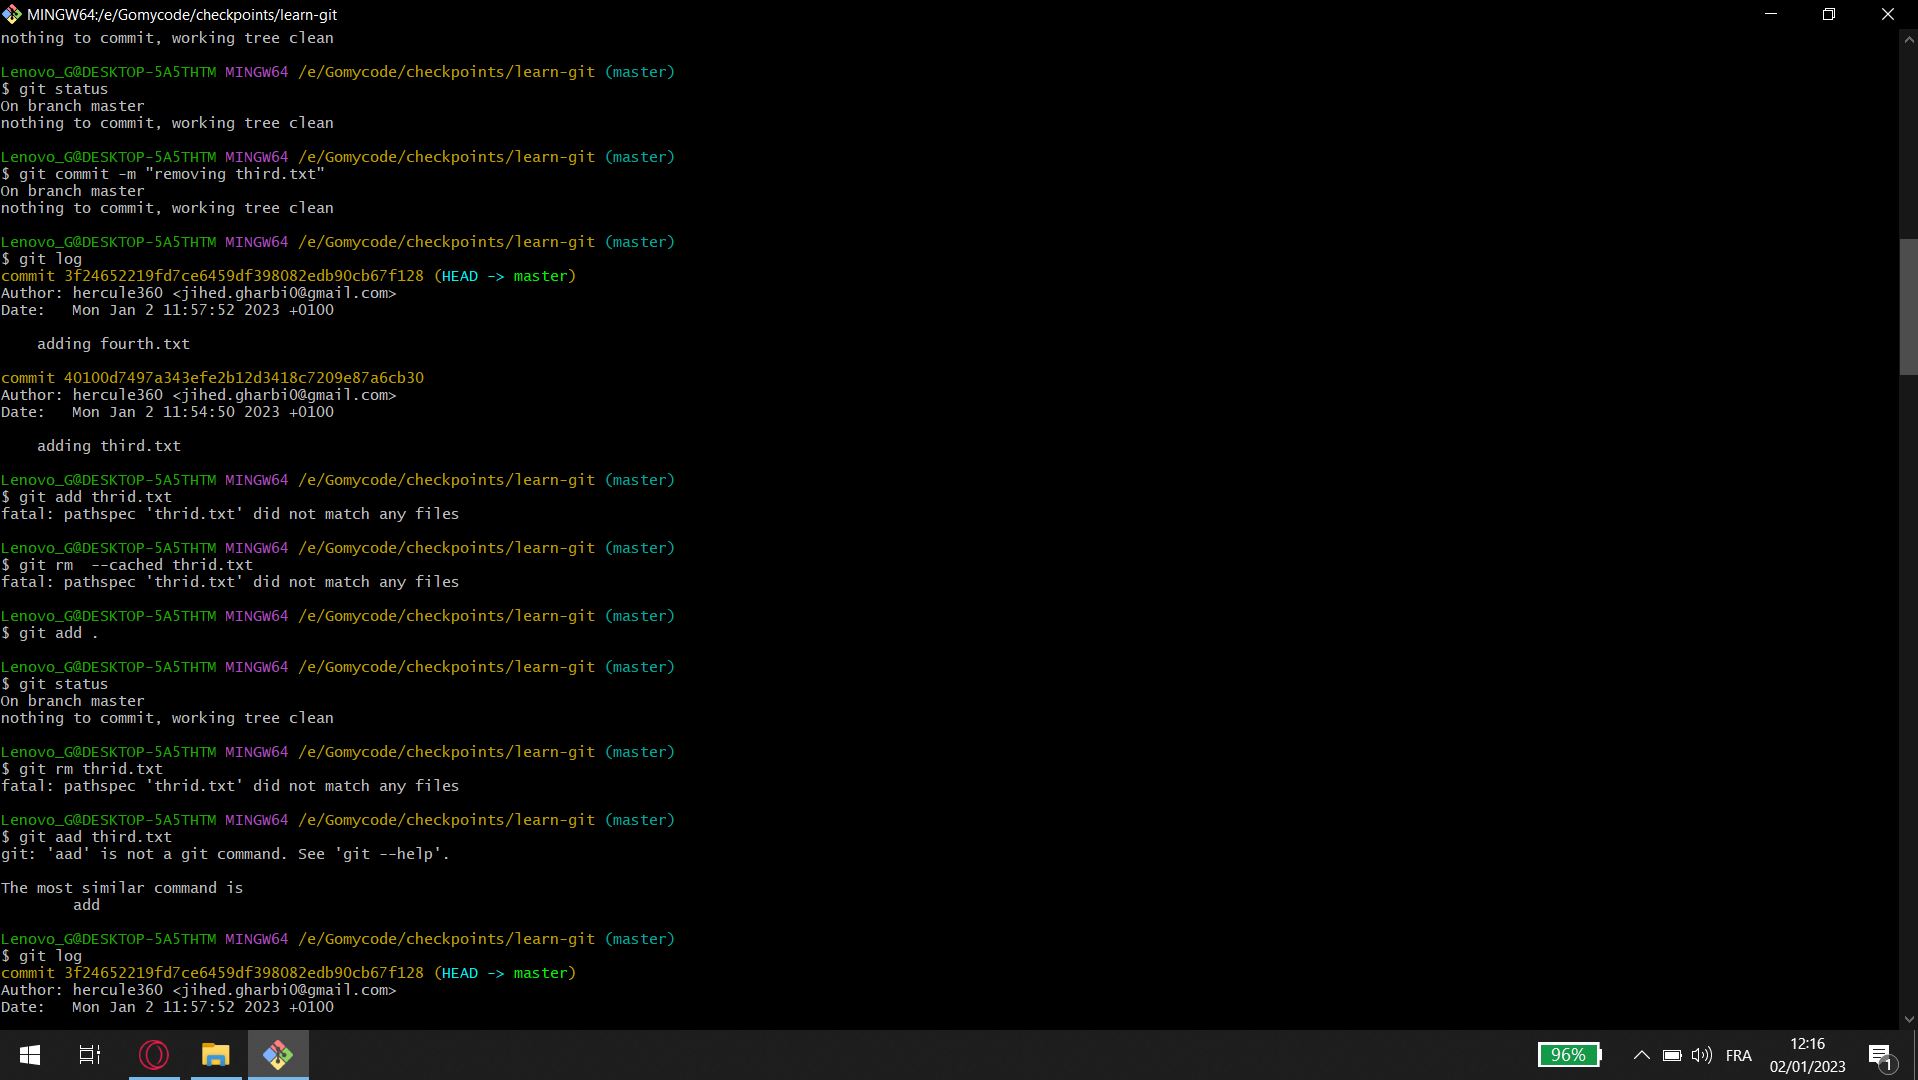 MINGW64:/e/Gomycode/checkpoints/learn-git
nothing to commit, working tree clean
Lenovo_G@DESKTOP-5A5THTM MINGW64 /e/Gomycode/checkpoints/learn-git (master)
$ git status
On branch master
nothing to commit, working tree clean
Lenovo_G@DESKTOP-5A5THTM MINGW64 /e/Gomycode/checkpoints/learn-git (master)
$ git commit -m "removing third.txt"
On branch master
nothing to commit, working tree clean
Lenovo_G@DESKTOP-5A5THTM MINGW64 /e/Gomycode/checkpoints/learn-git (master)
$ git log
commit 3f24652219fd7ce6459df398082edb90cb67f128 (HEAD -> master)
Author: hercule360 <jihed.gharbi0@gmail.com>
Date:   Mon Jan 2 11:57:52 2023 +0100
    adding fourth.txt
commit 40100d7497a343efe2b12d3418c7209e87a6cb30
Author: hercule360 <jihed.gharbi0@gmail.com>
Date:   Mon Jan 2 11:54:50 2023 +0100
    adding third.txt
Lenovo_G@DESKTOP-5A5THTM MINGW64 /e/Gomycode/checkpoints/learn-git (master)
$ git add thrid.txt
fatal: pathspec 'thrid.txt' did not match any files
Lenovo_G@DESKTOP-5A5THTM MINGW64 /e/Gomycode/checkpoints/learn-git (master)
$ git rm  --cached thrid.txt
fatal: pathspec 'thrid.txt' did not match any files
Lenovo_G@DESKTOP-5A5THTM MINGW64 /e/Gomycode/checkpoints/learn-git (master)
$ git add .
Lenovo_G@DESKTOP-5A5THTM MINGW64 /e/Gomycode/checkpoints/learn-git (master)
$ git status
On branch master
nothing to commit, working tree clean
Lenovo_G@DESKTOP-5A5THTM MINGW64 /e/Gomycode/checkpoints/learn-git (master)
$ git rm thrid.txt
fatal: pathspec 'thrid.txt' did not match any files
Lenovo_G@DESKTOP-5A5THTM MINGW64 /e/Gomycode/checkpoints/learn-git (master)
$ git aad third.txt
git: 'aad' is not a git command. See 'git --help'.
The most similar command is
        add
Lenovo_G@DESKTOP-5A5THTM MINGW64 /e/Gomycode/checkpoints/learn-git (master)
$ git log
commit 3f24652219fd7ce6459df398082edb90cb67f128 (HEAD -> master)
Author: hercule360 <jihed.gharbi0@gmail.com>
Date:   Mon Jan 2 11:57:52 2023 +0100
96%
FRA
12:16
02/01/2023
1